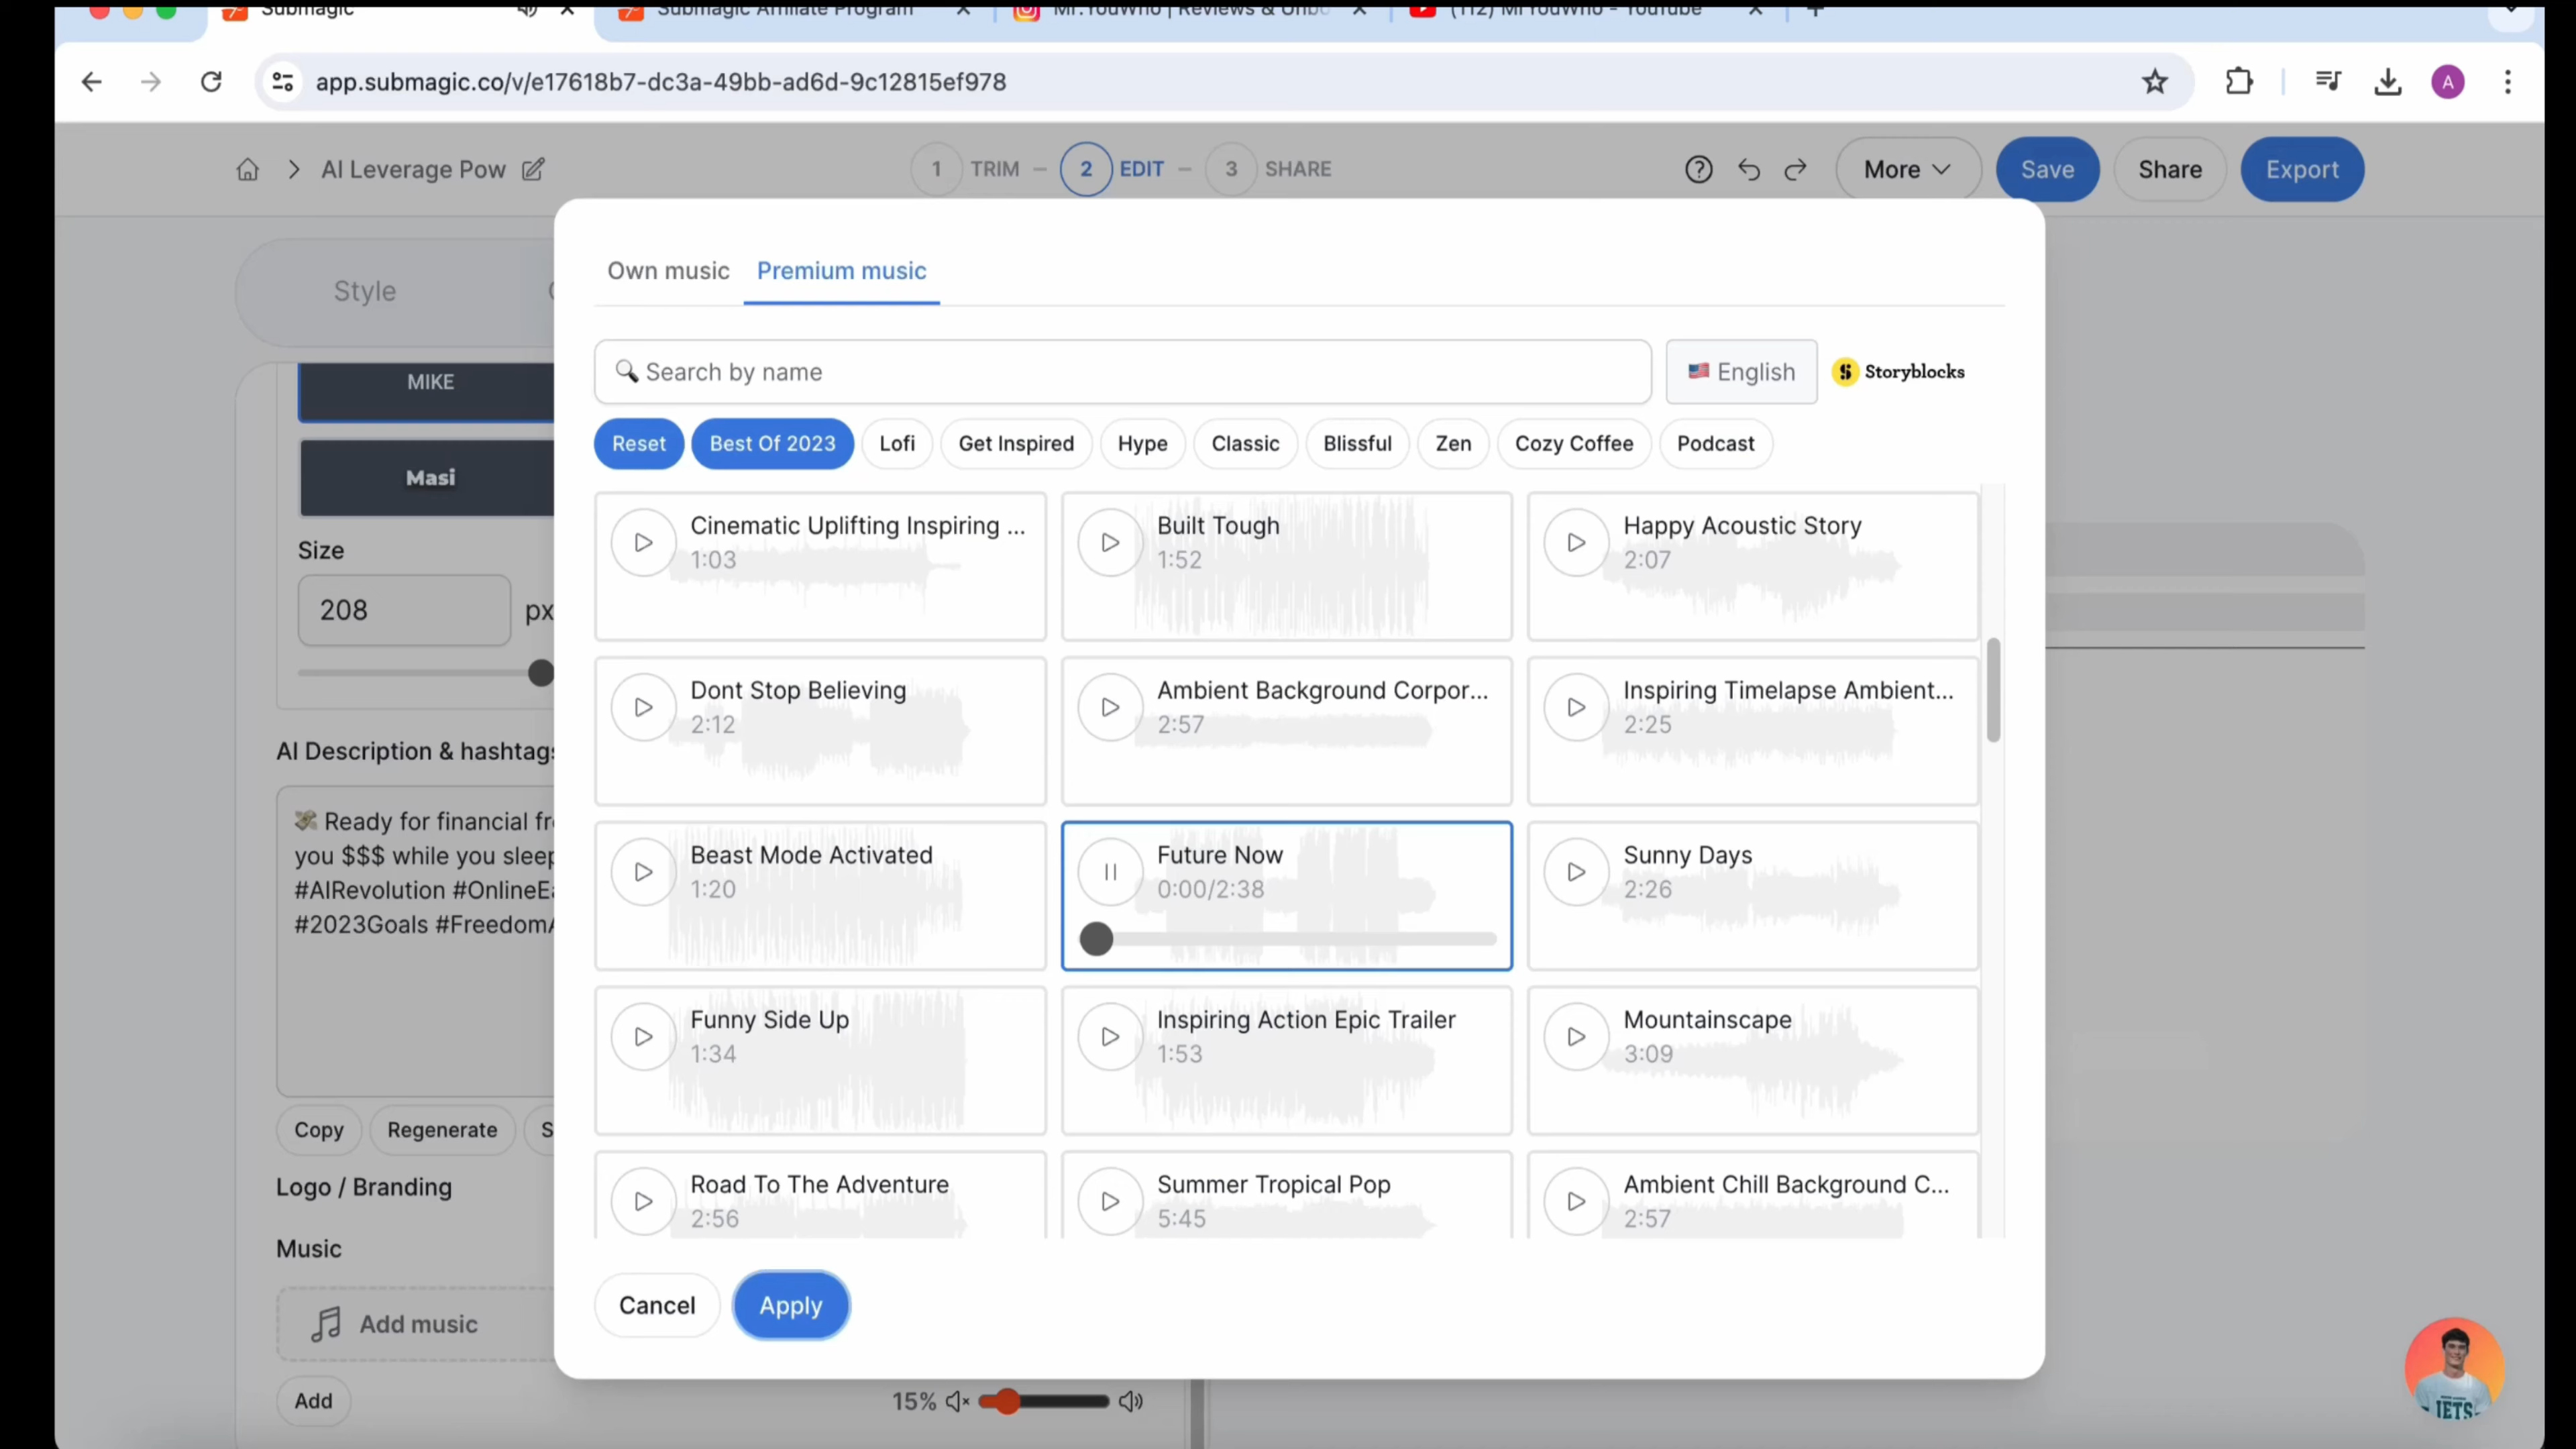 Submagic
Submagic Affiliate Program
Mr.YouWho | Reviews & Unbo
(112) MrYouWho - YouTube
app.submagic.co/v/e17618b7-dc3a-49bb-ad6d-9c12815ef978
A
AI Leverage Pow
1 TRIM – 2 EDIT – 3 SHARE
More
Save
Share
Export
Style
MIKE
Masi
Size
208 px
AI Description & hashtags
💸 Ready for financial fr
you $$$ while you sleep
#AIRevolution #OnlineEa
#2023Goals #FreedomA
Copy
Regenerate
S
Logo / Branding
Music
Add music
Add
15%
Own music
Premium music
🔍 Search by name
🇺🇸 English
Storyblocks
Reset
Best Of 2023
Lofi
Get Inspired
Hype
Classic
Blissful
Zen
Cozy Coffee
Podcast
Cinematic Uplifting Inspiring ...
1:03
Built Tough
1:52
Happy Acoustic Story
2:07
Dont Stop Believing
2:12
Ambient Background Corpor...
2:57
Inspiring Timelapse Ambient...
2:25
Beast Mode Activated
1:20
Future Now
0:00/2:38
Sunny Days
2:26
Funny Side Up
1:34
Inspiring Action Epic Trailer
1:53
Mountainscape
3:09
Road To The Adventure
2:56
Summer Tropical Pop
5:45
Ambient Chill Background C...
2:57
Cancel
Apply
JETS